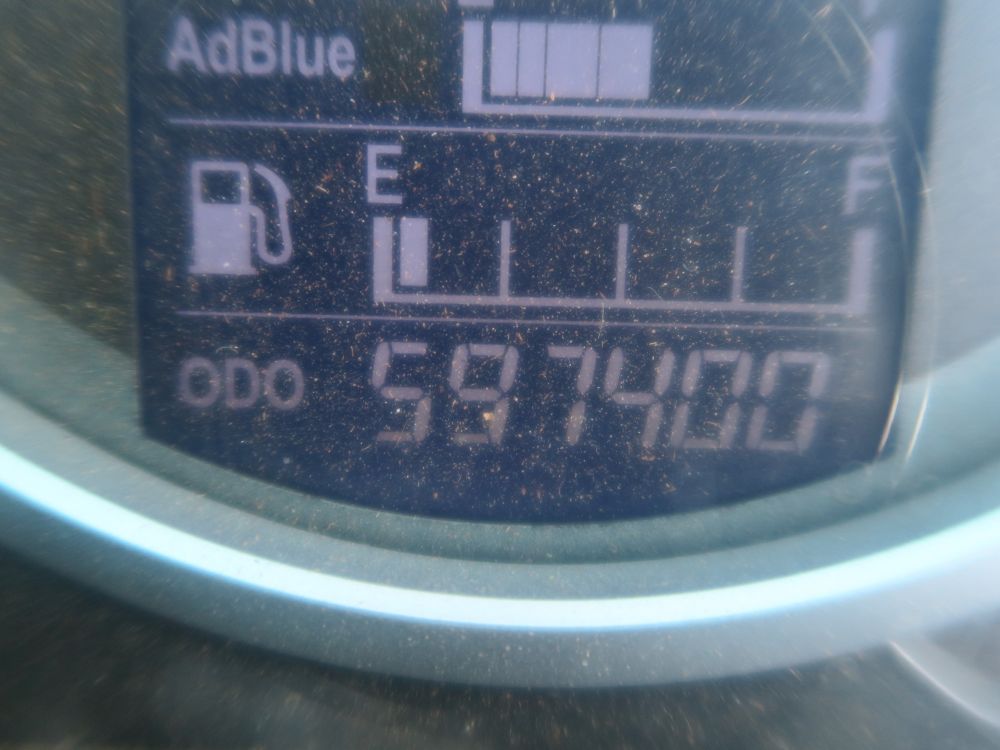 AdBlue
E F
ODO 597400